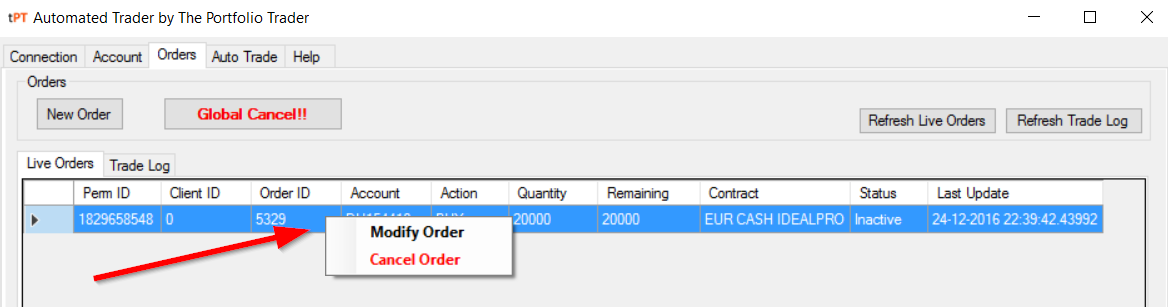 tPT Automated Trader by The Portfolio Trader
Connection Account Orders Auto Trade Help
Orders
New Order Global Cancel!! Refresh Live Orders Refresh Trade Log
Live Orders Trade Log
Perm ID Client ID Order ID Account Action Quantity Remaining Contract Status Last Update
1829658548 0 5329 20000 20000 EUR CASH IDEALPRO Inactive 24-12-2016 22:39:42.43992
Modify Order
Cancel Order